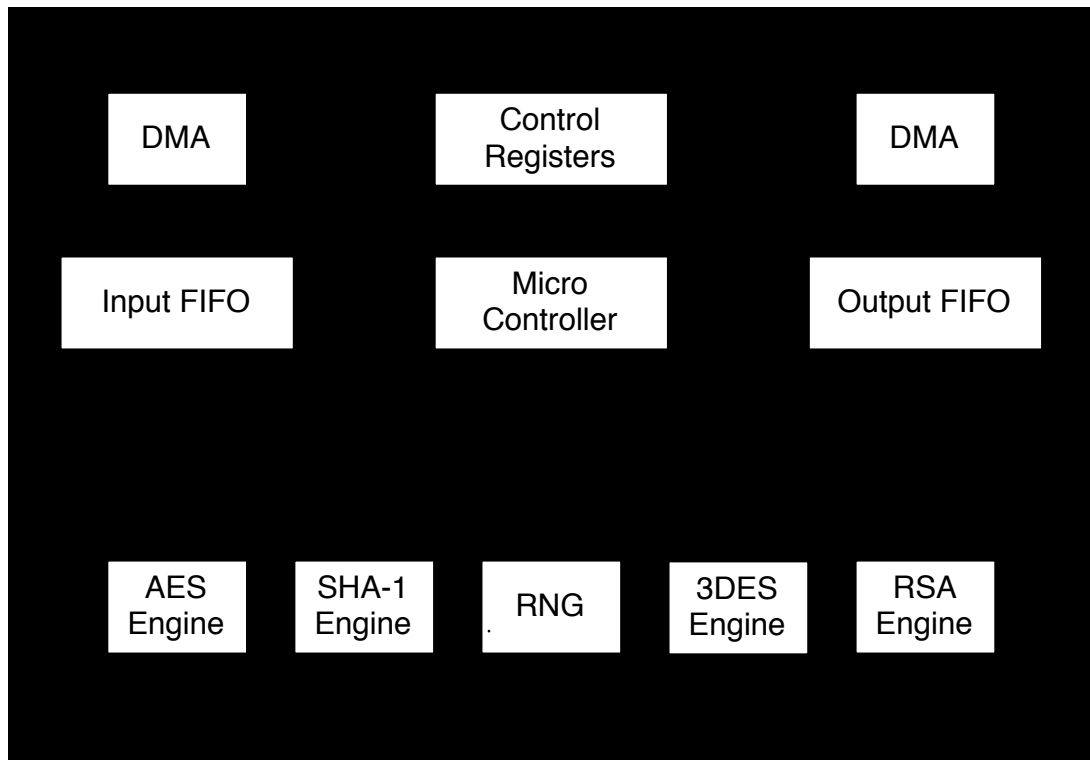 DMA
Control
Registers
DMA
Input FIFO
Micro
Controller
Output FIFO
AES
Engine
SHA-1
Engine
RNG
3DES
Engine
RSA
Engine